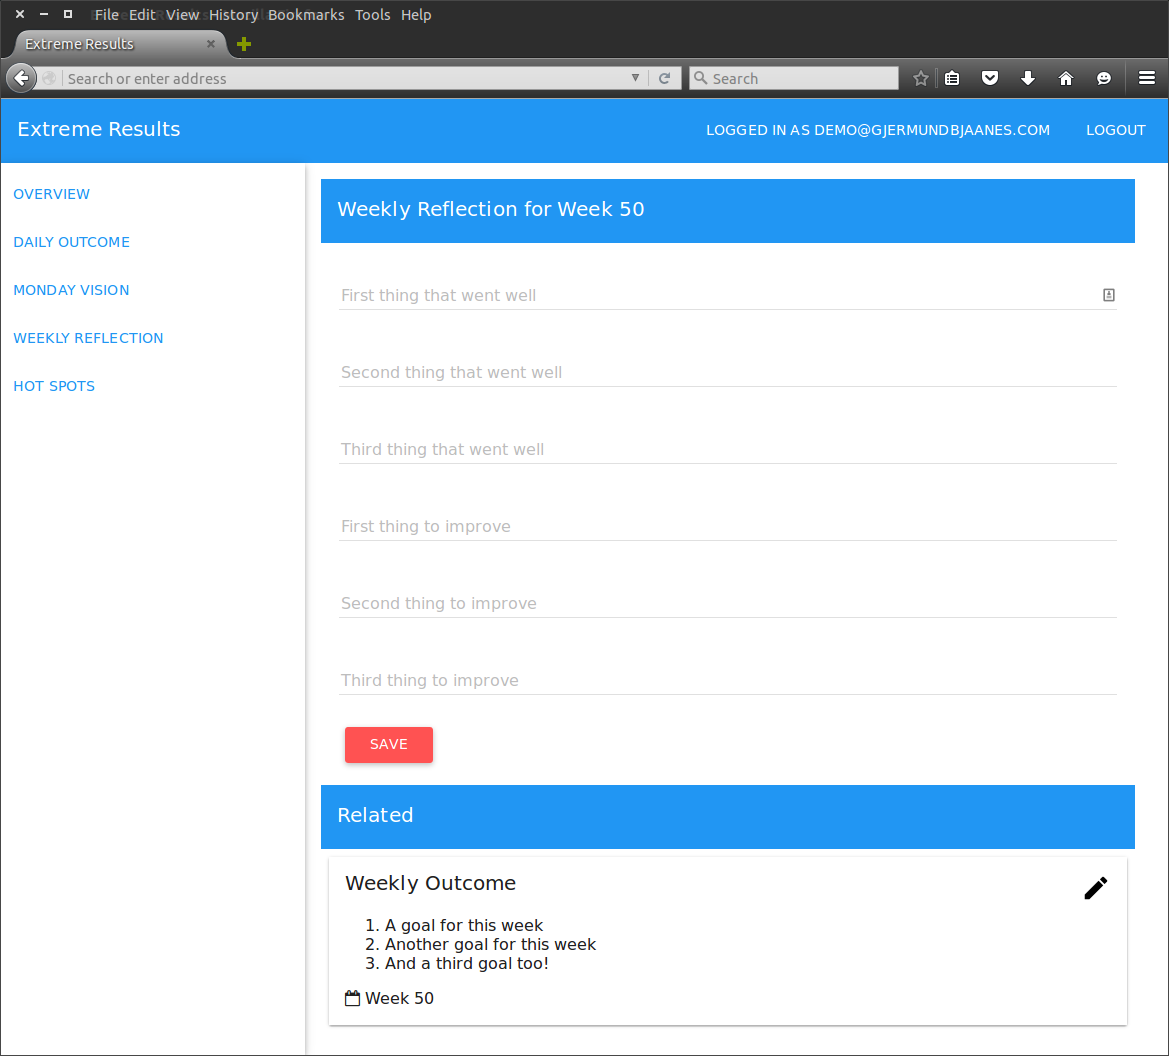 File Edit View History Bookmarks Tools Help
Extreme Results
Search or enter address
Search
Extreme Results
LOGGED IN AS DEMO@GJERMUNDBJAANES.COM
LOGOUT
OVERVIEW
DAILY OUTCOME
MONDAY VISION
WEEKLY REFLECTION
HOT SPOTS
Weekly Reflection for Week 50
First thing that went well
Second thing that went well
Third thing that went well
First thing to improve
Second thing to improve
Third thing to improve
SAVE
Related
Weekly Outcome
1. A goal for this week
2. Another goal for this week
3. And a third goal too!
Week 50